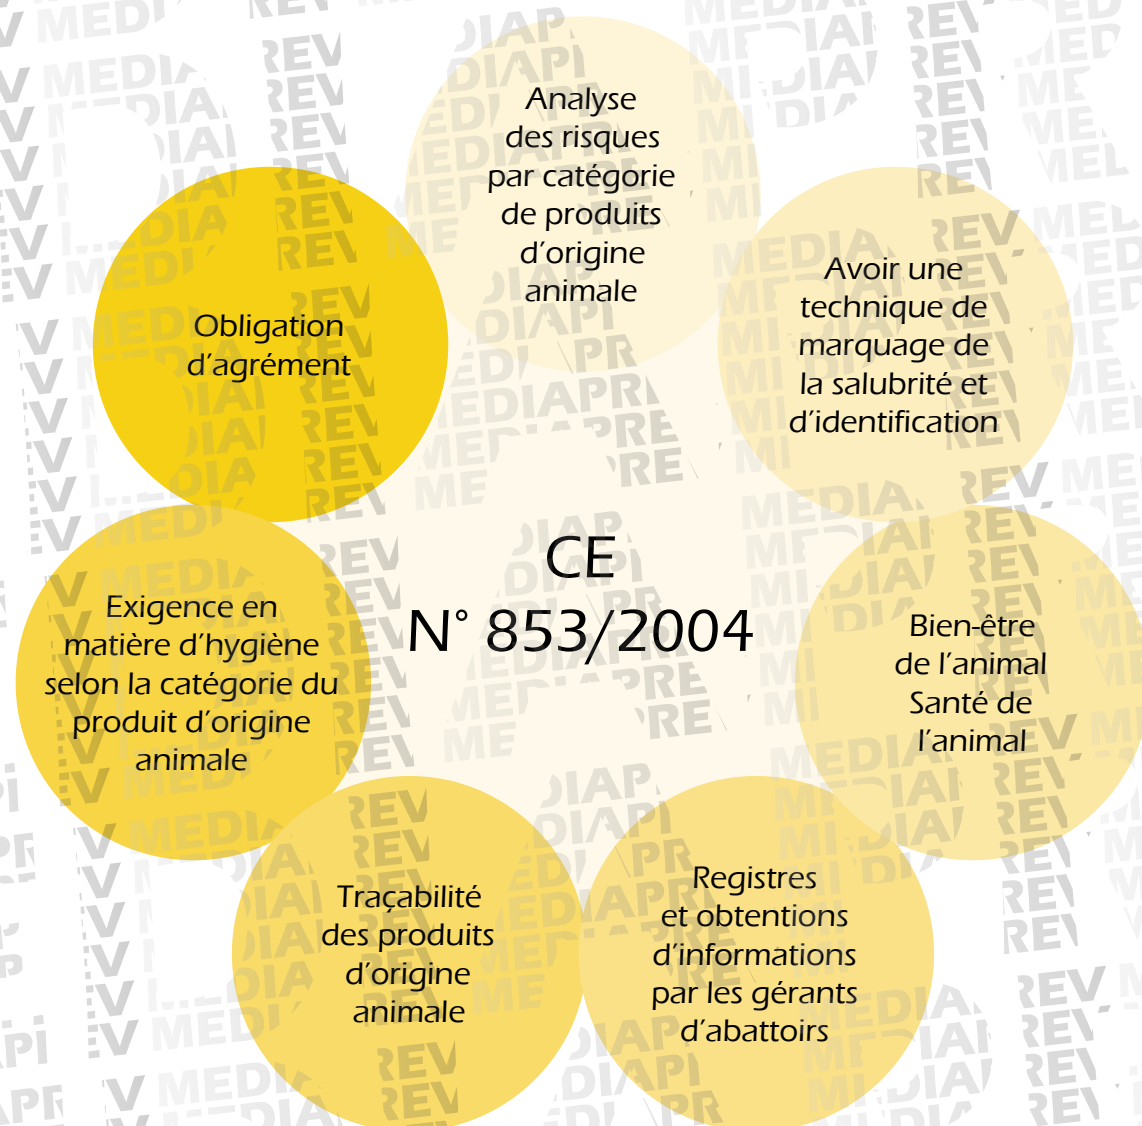 Analyse
des risques
par catégorie
de produits
d'origine
animale
Avoir une
technique de
marquage de
la salubrité et
d'identification
Bien-être
de l'animal
Santé de
l'animal
Registres
et obtentions
d'informations
par les gérants
d'abattoirs
Traçabilité
des produits
d'origine
animale
Exigence en
matière d'hygiène
selon la catégorie du
produit d'origine
animale
Obligation
d'agrément
CE
N° 853/2004